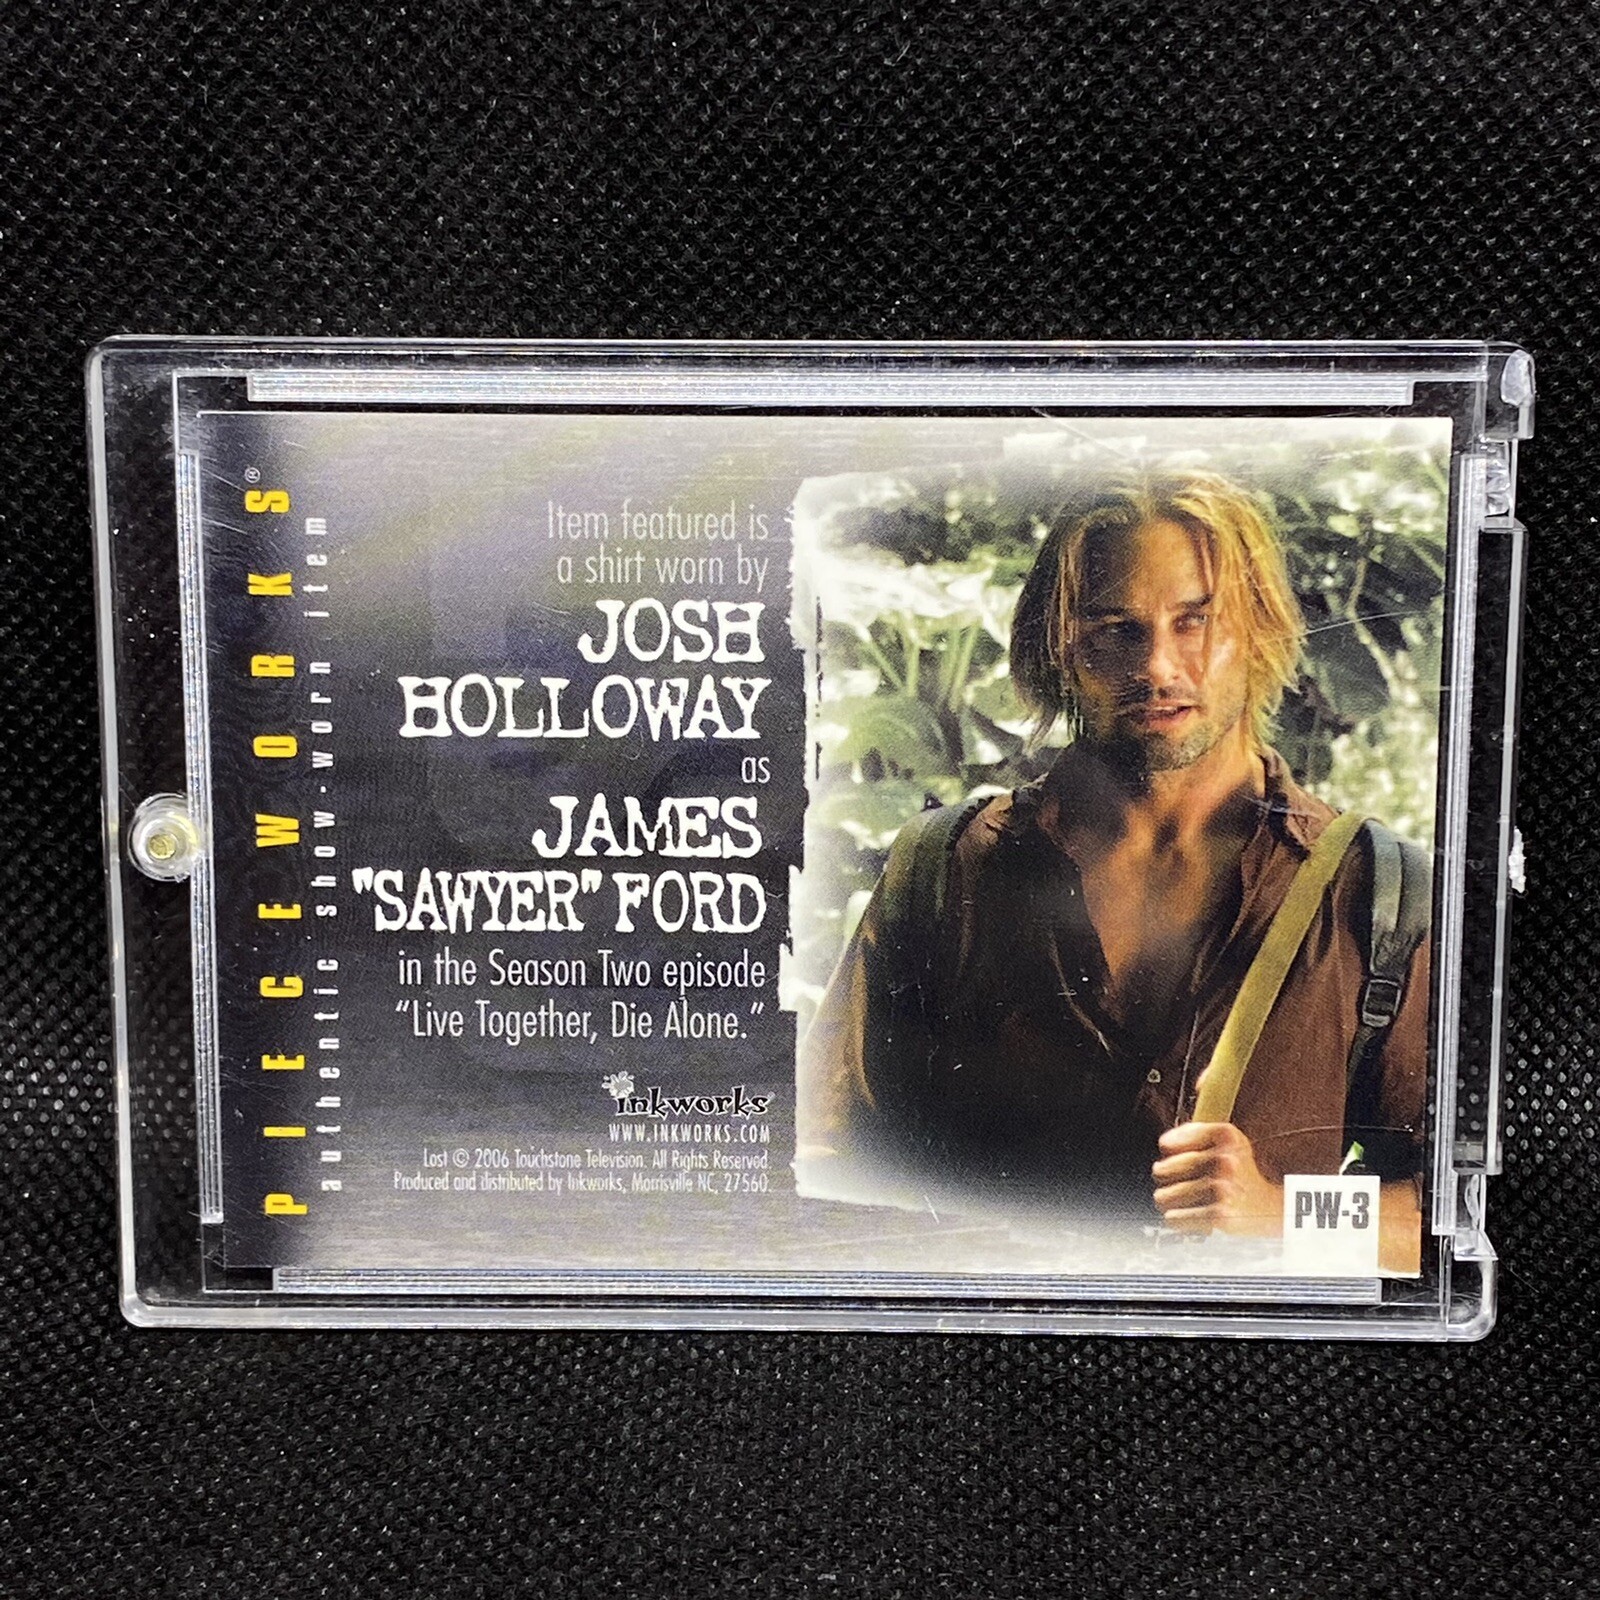 PIECEWORKS®
authentic show-worn item
Item featured is
a shirt worn by
JOSH
HOLLOWAY
as
JAMES
"SAWYER" FORD
in the Season Two episode
“Live Together, Die Alone.”
inkworks
WWW.INKWORKS.COM
Lost © 2006 Touchstone Television. All Rights Reserved.
Produced and distributed by Inkworks, Morrisville NC, 27560.
PW-3